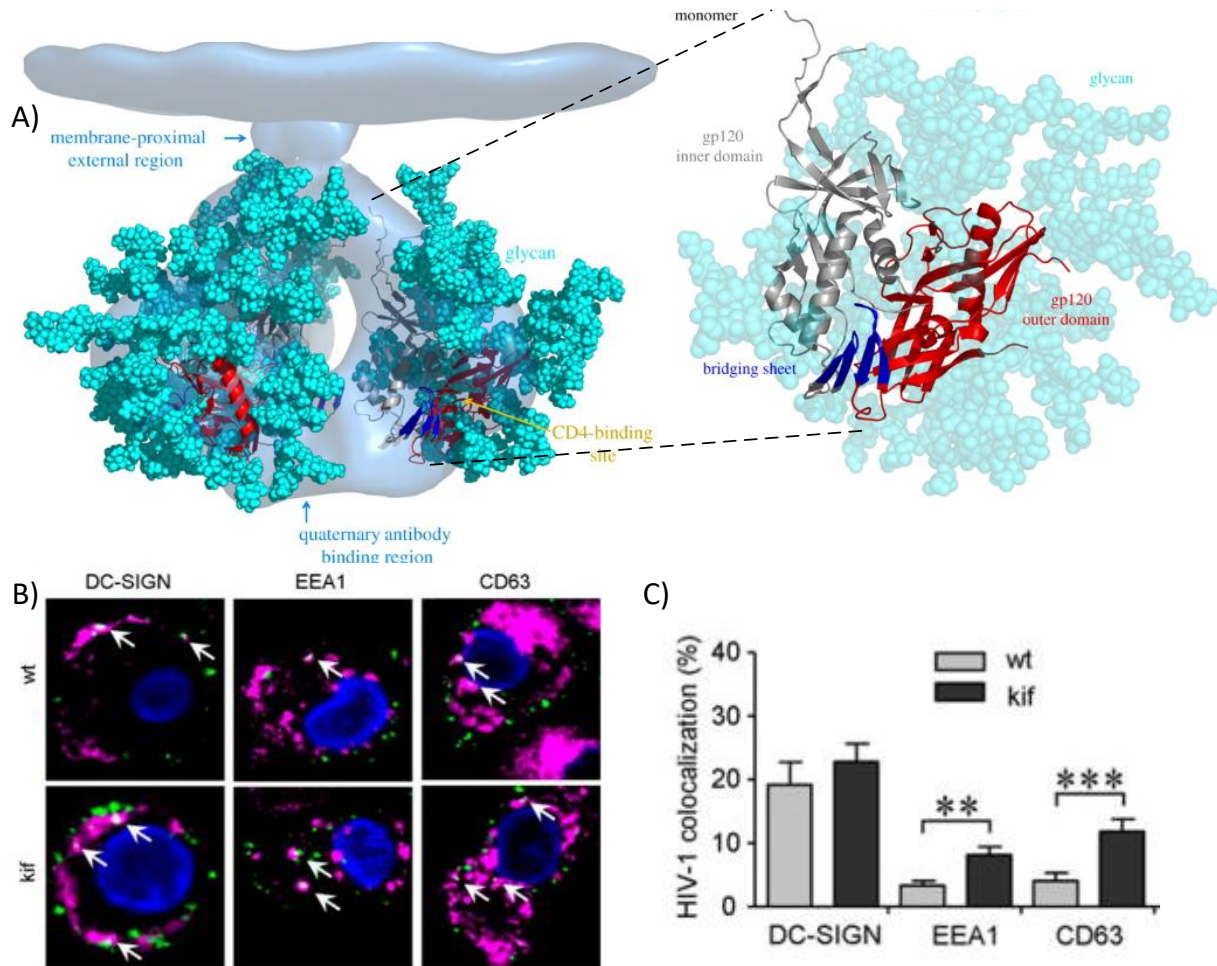 A)
membrane-proximal
external region
glycan
CD4-binding
site
quaternary antibody
binding region
monomer
glycan
gp120
inner domain
gp120
outer domain
bridging sheet
B)
DC-SIGN EEA1 CD63
wt
kif
C)
HIV-1 colocalization (%)
40
30
20
10
0
wt
kif
**
***
DC-SIGN EEA1 CD63